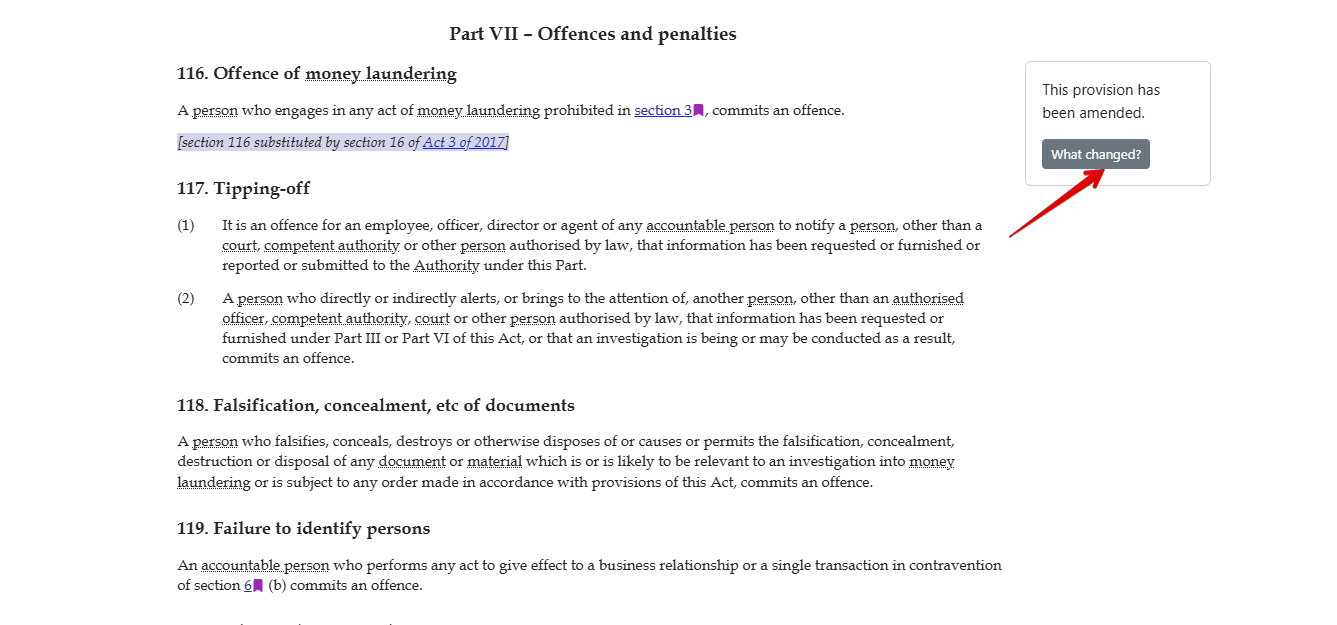 Part VII – Offences and penalties
116. Offence of money laundering
A person who engages in any act of money laundering prohibited in section 3, commits an offence.
[section 116 substituted by section 16 of Act 3 of 2017]
This provision has
been amended.
What changed?
117. Tipping-off
(1) It is an offence for an employee, officer, director or agent of any accountable person to notify a person, other than a
court, competent authority or other person authorised by law, that information has been requested or furnished or
reported or submitted to the Authority under this Part.
(2) A person who directly or indirectly alerts, or brings to the attention of, another person, other than an authorised
officer, competent authority, court or other person authorised by law, that information has been requested or
furnished under Part III or Part VI of this Act, or that an investigation is being or may be conducted as a result,
commits an offence.
118. Falsification, concealment, etc of documents
A person who falsifies, conceals, destroys or otherwise disposes of or causes or permits the falsification, concealment,
destruction or disposal of any document or material which is or is likely to be relevant to an investigation into money
laundering or is subject to any order made in accordance with provisions of this Act, commits an offence.
119. Failure to identify persons
An accountable person who performs any act to give effect to a business relationship or a single transaction in contravention
of section 6 (b) commits an offence.